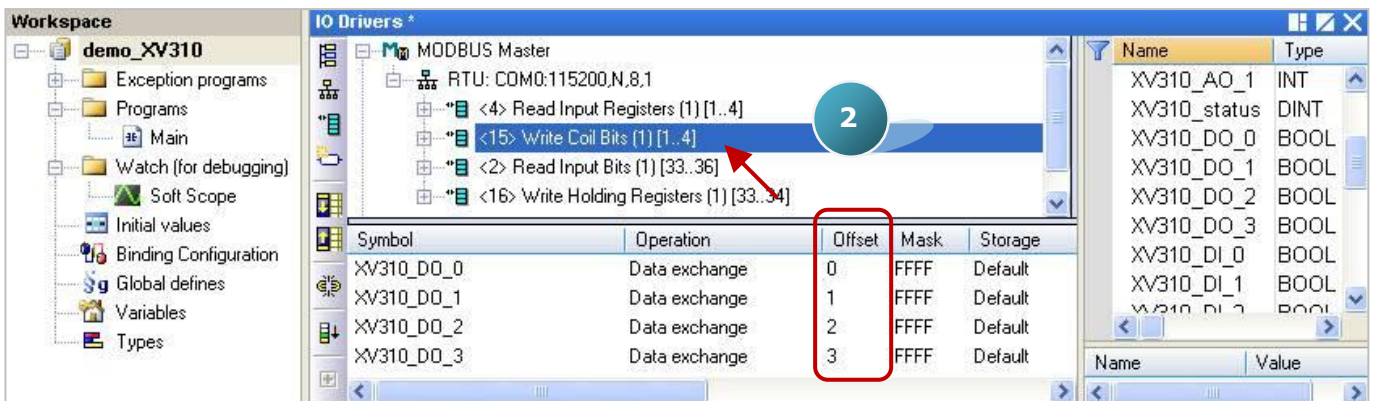 Workspace
demo_XV310
Exception programs
Programs
Main
Watch (for debugging)
Soft Scope
Initial values
Binding Configuration
Global defines
Variables
Types
IO Drivers *
MODBUS Master
RTU: COM0:115200,N,8,1
<4> Read Input Registers (1) [1..4]
<15> Write Coil Bits (1) [1..4]
<2> Read Input Bits (1) [33..36]
<16> Write Holding Registers (1) [33..34]
2
Symbol Operation Offset Mask Storage
XV310_DO_0 Data exchange 0 FFFF Default
XV310_DO_1 Data exchange 1 FFFF Default
XV310_DO_2 Data exchange 2 FFFF Default
XV310_DO_3 Data exchange 3 FFFF Default
Name Type
XV310_AO_1 INT
XV310_status DINT
XV310_DO_0 BOOL
XV310_DO_1 BOOL
XV310_DO_2 BOOL
XV310_DO_3 BOOL
XV310_DI_0 BOOL
XV310_DI_1 BOOL
XV310_DI_2 BOOL
Name Value